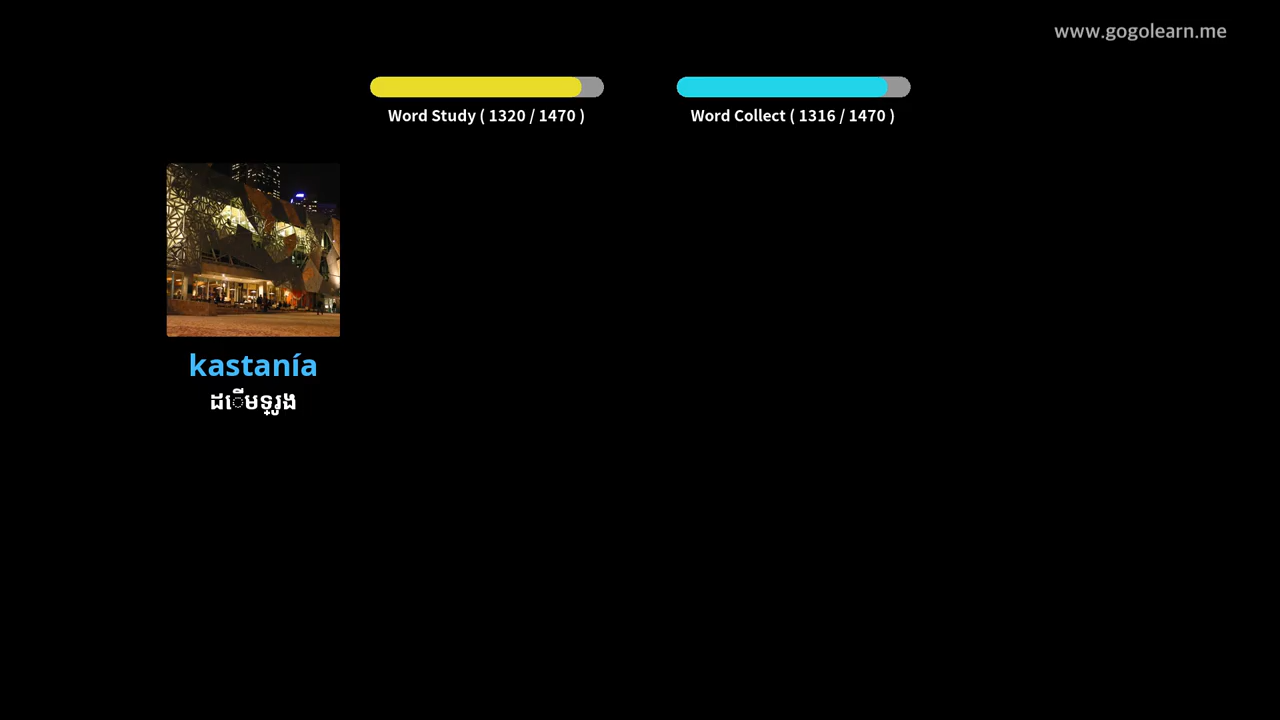 www.gogolearn.me
Word Study ( 1320 / 1470 )
Word Collect ( 1316 / 1470 )
kastanía
ដើមទ្រូង